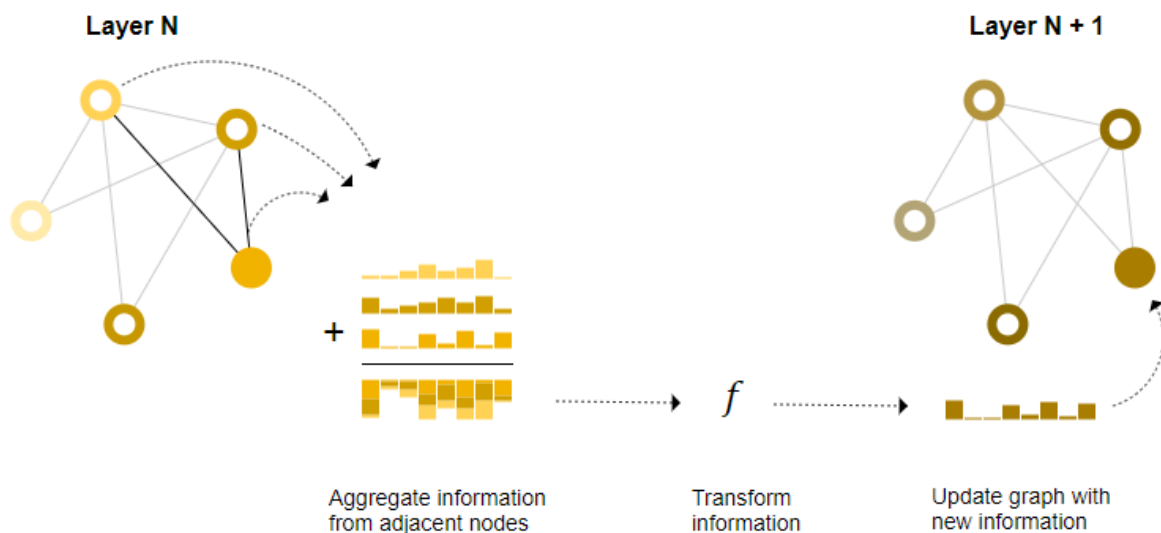 Layer N
Layer N + 1
+
f
Aggregate information
from adjacent nodes
Transform
information
Update graph with
new information